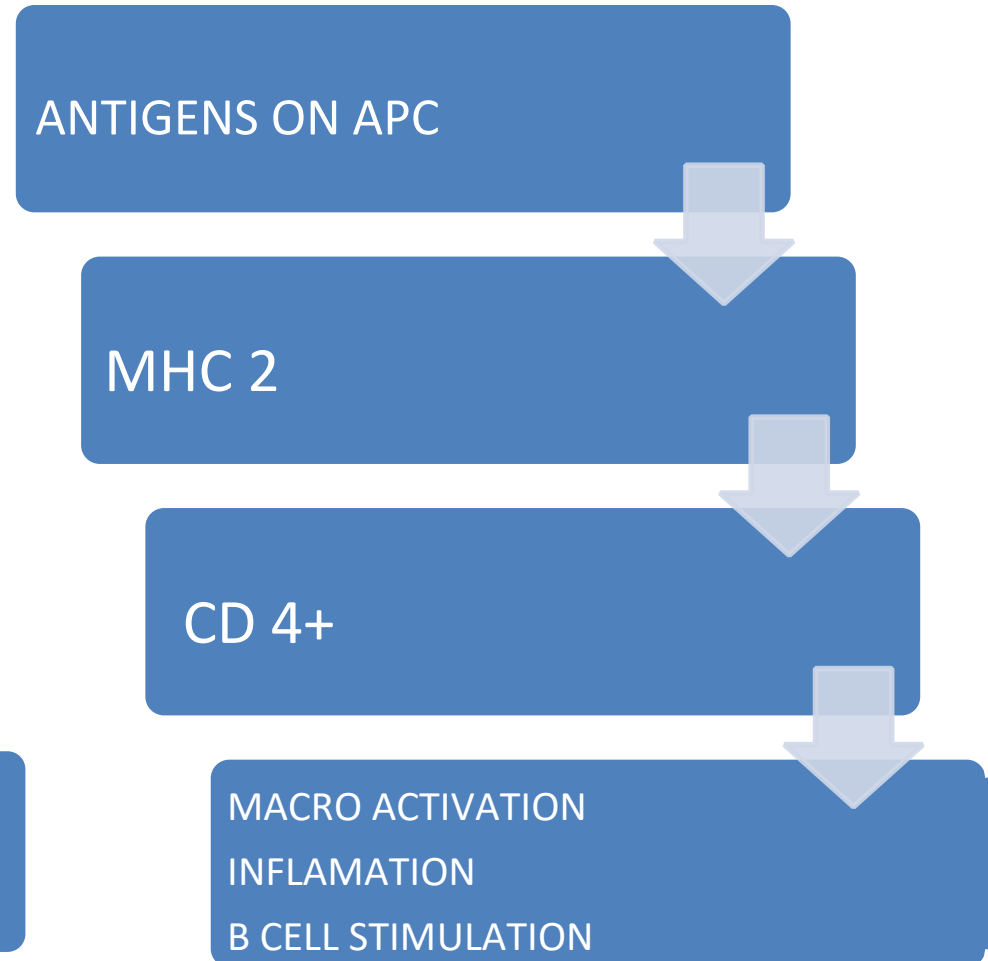 ANTIGENS ON APC
MHC 2
CD 4+
MACRO ACTIVATION
INFLAMATION
B CELL STIMULATION